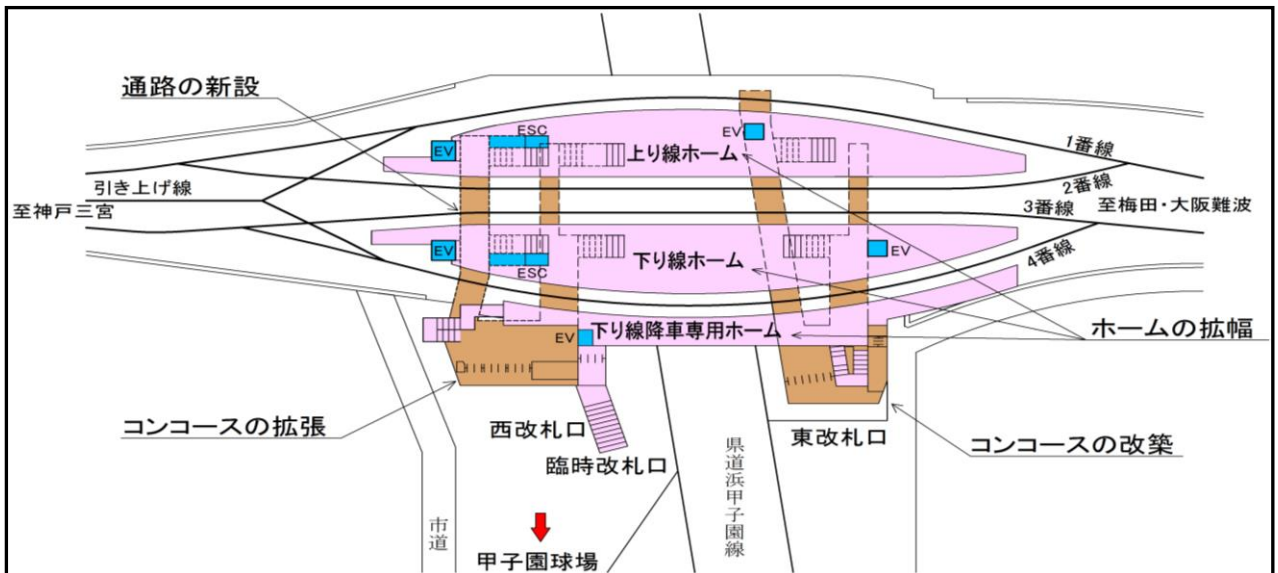 通路の新設
ESC
EV
EV
上り線ホーム
1番線
引き上げ線
2番線
至神戸三宮
3番線
至梅田・大阪難波
EV
EV
4番線
ESC
下り線ホーム
下り線降車専用ホーム
ホームの拡幅
EV
コンコースの拡張
西改札口
東改札口
コンコースの改築
臨時改札口
県道浜甲子園線
市道
甲子園球場